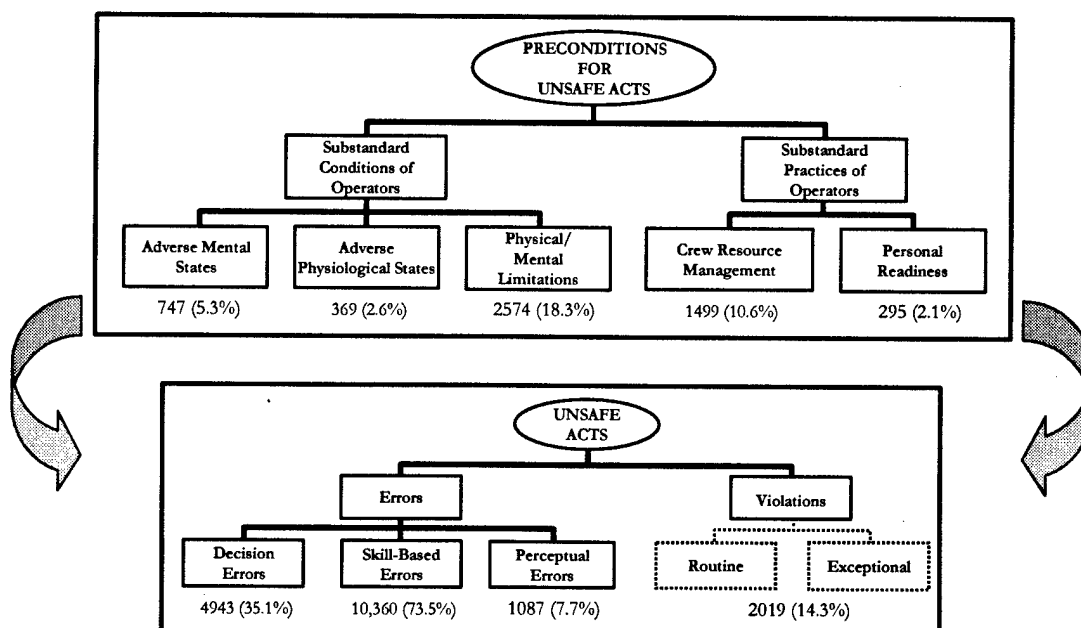 PRECONDITIONS
FOR
UNSAFE ACTS
Substandard
Conditions of
Operators
Substandard
Practices of
Operators
Adverse Mental
States
Adverse
Physiological States
Physical/
Mental
Limitations
Crew Resource
Management
Personal
Readiness
747 (5.3%)
369 (2.6%)
2574 (18.3%)
1499 (10.6%)
295 (2.1%)
UNSAFE
ACTS
Errors
Violations
Decision
Errors
Skill-Based
Errors
Perceptual
Errors
Routine
Exceptional
4943 (35.1%)
10,360 (73.5%)
1087 (7.7%)
2019 (14.3%)